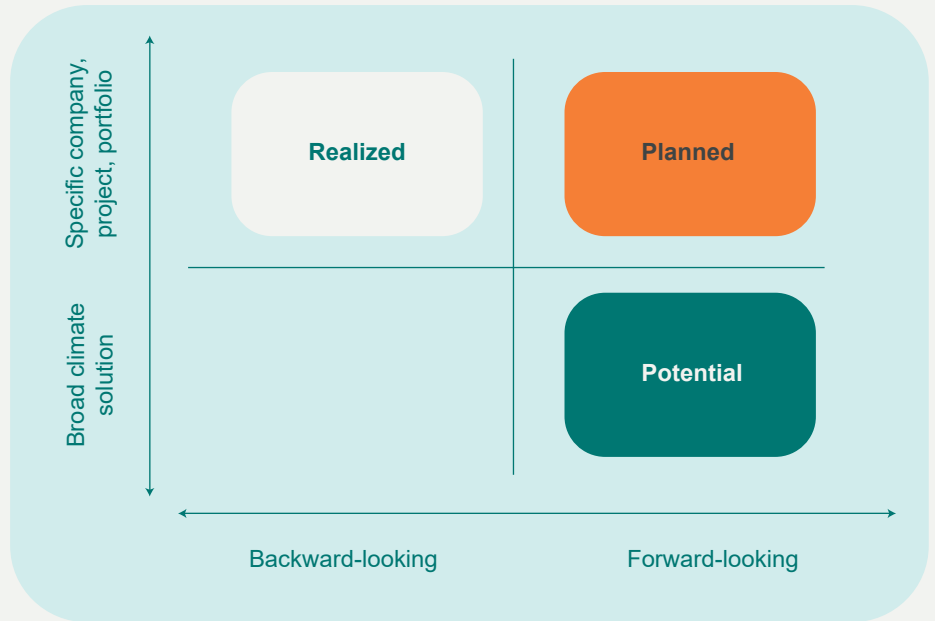 Specific company,
project, portfolio
Realized
Planned
Broad climate
solution
Potential
Backward-looking
Forward-looking